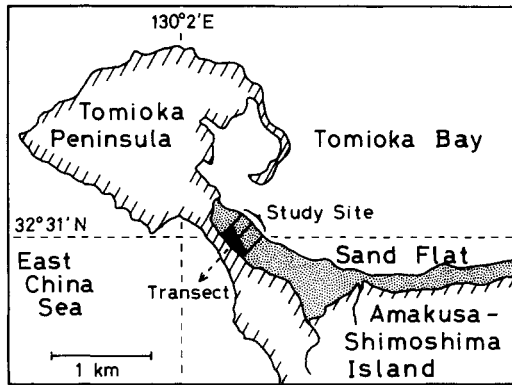 130°2'E
Tomioka
Peninsula
Tomioka Bay
Study Site
32°31'N
Sand Flat
East
China
Sea
Transect
Amakusa-
Shimoshima
Island
1 km